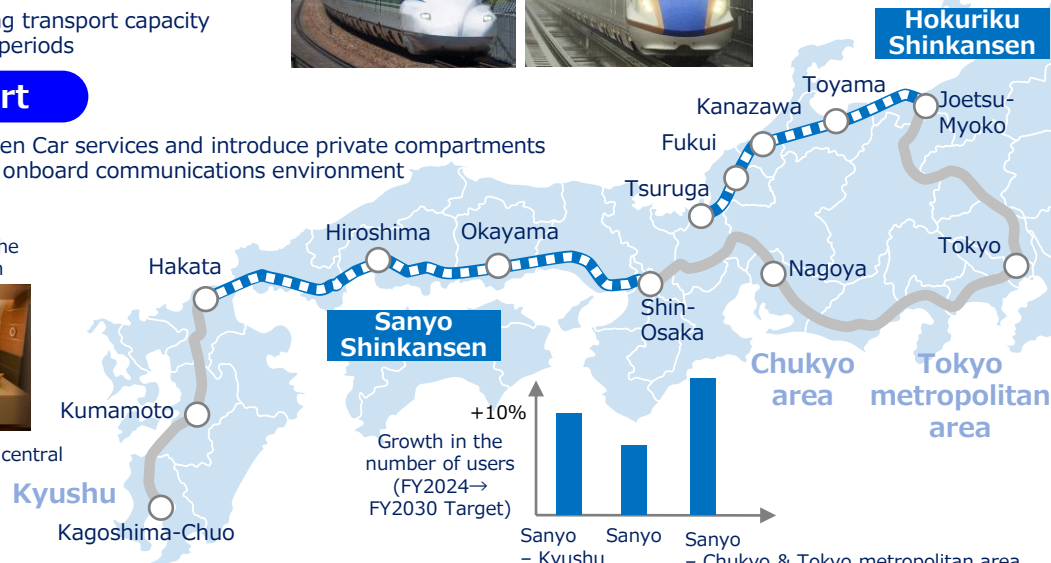 ng transport capacity
periods
rt
en Car services and introduce private compartments
onboard communications environment
Hokuriku
Shinkansen
Toyama
Kanazawa
Joetsu-
Myoko
Fukui
Tsuruga
Hiroshima
Okayama
Hakata
Tokyo
Nagoya
Shin-
Osaka
Sanyo
Shinkansen
Chukyo
area
Tokyo
metropolitan
area
Kumamoto
central
Kyushu
Kagoshima-Chuo
+10%
Growth in the
number of users
(FY2024→
FY2030 Target)
Sanyo
– Kyushu
Sanyo
Sanyo
– Chukyo & Tokyo metropolitan area